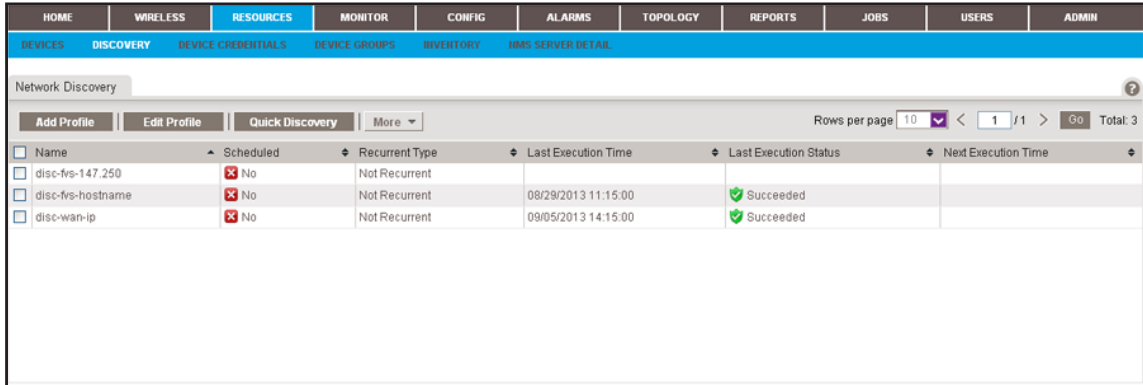 HOME WIRELESS RESOURCES MONITOR CONFIG ALARMS TOPOLOGY REPORTS JOBS USERS ADMIN
DEVICES DISCOVERY DEVICE CREDENTIALS DEVICE GROUPS INVENTORY NMS SERVER DETAIL
Network Discovery ?
Add Profile Edit Profile Quick Discovery More Rows per page 10 < 1 /1 > Go Total: 3
Name Scheduled Recurrent Type Last Execution Time Last Execution Status Next Execution Time
disc-fvs-147.250 No Not Recurrent
disc-fvs-hostname No Not Recurrent 08/29/2013 11:15:00 Succeeded
disc-wan-ip No Not Recurrent 09/05/2013 14:15:00 Succeeded